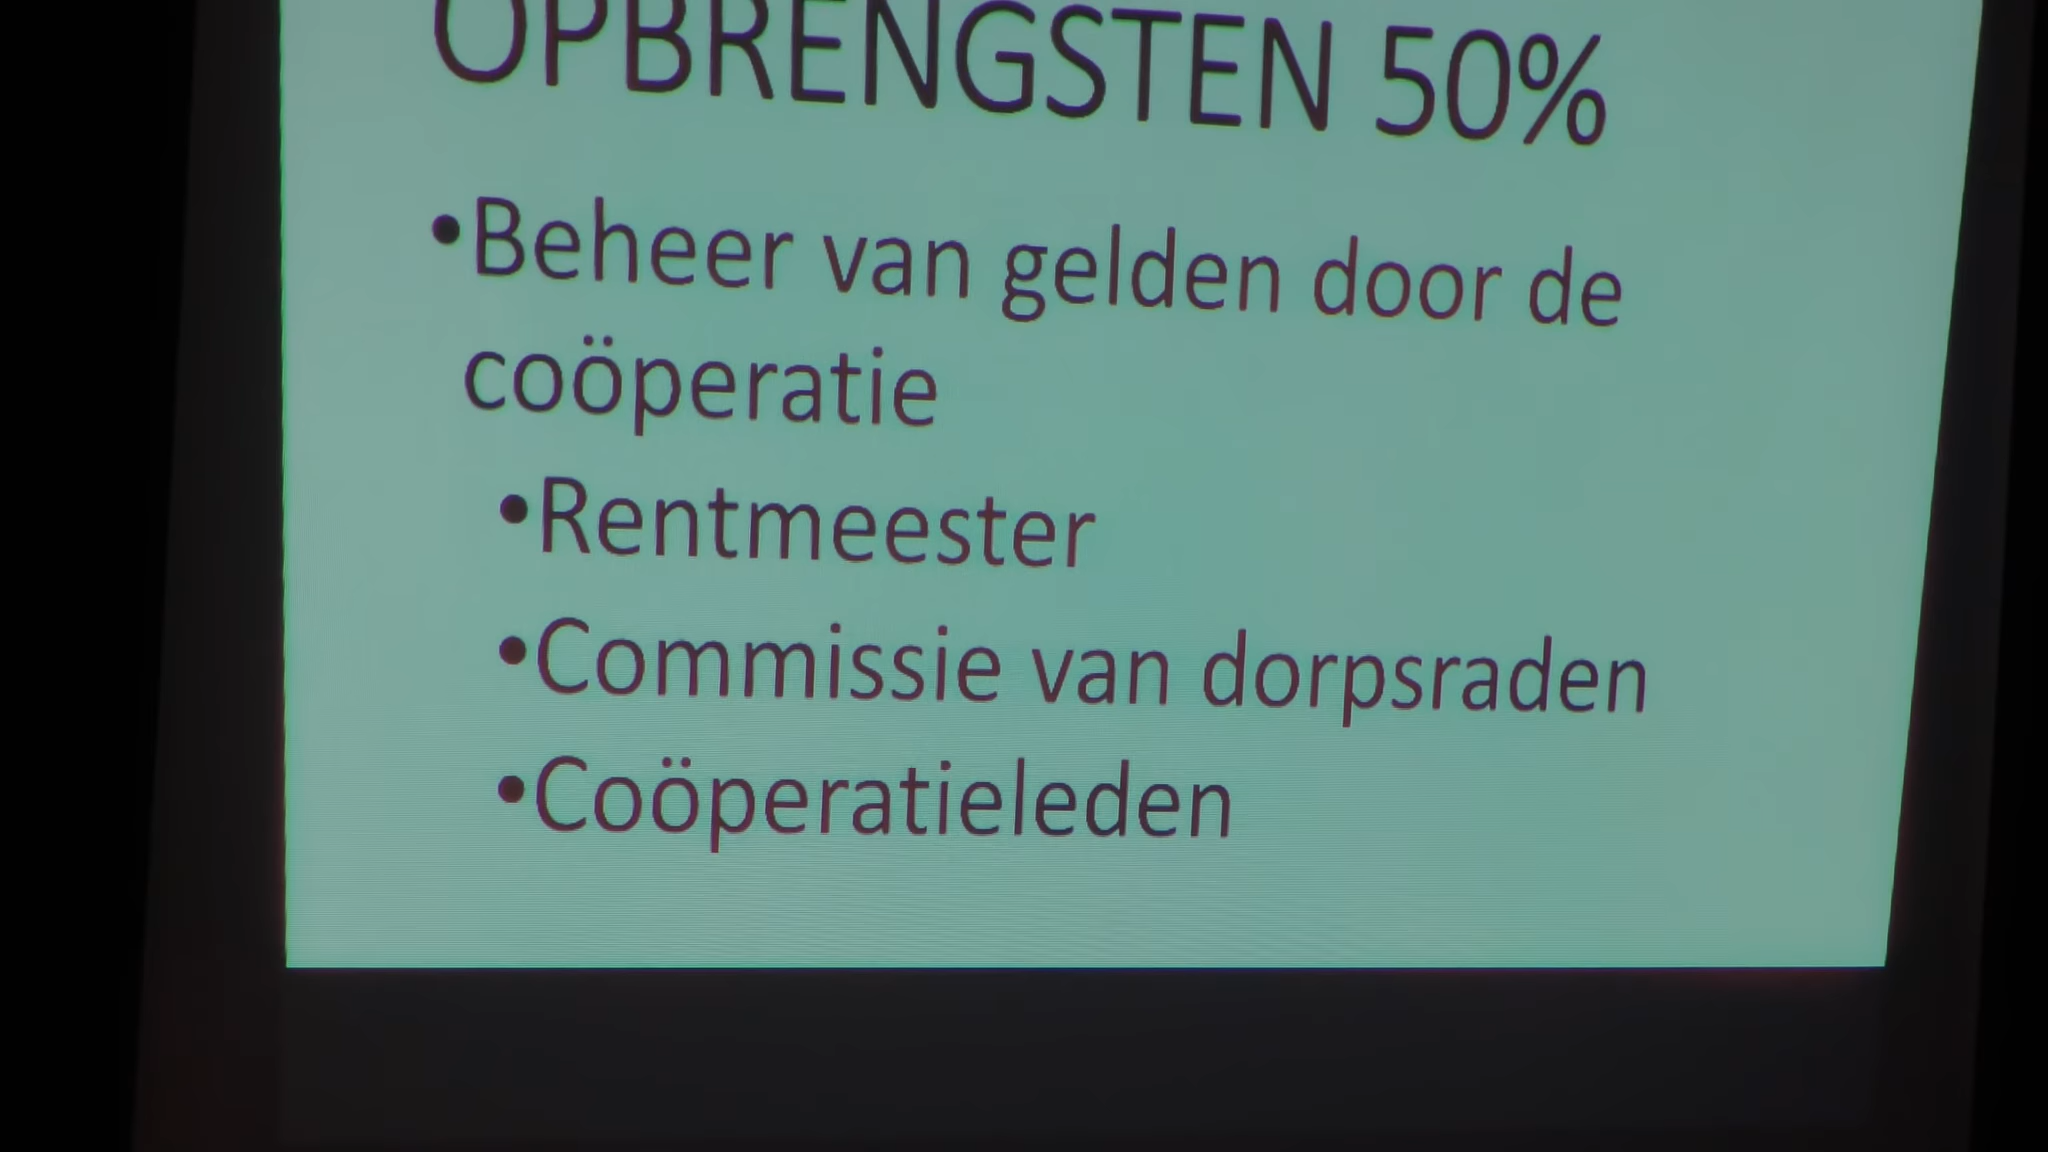 OPBRENGSTEN 50%
•Beheer van gelden door de
coöperatie
•Rentmeester
•Commissie van dorpsraden
•Coöperatieleden